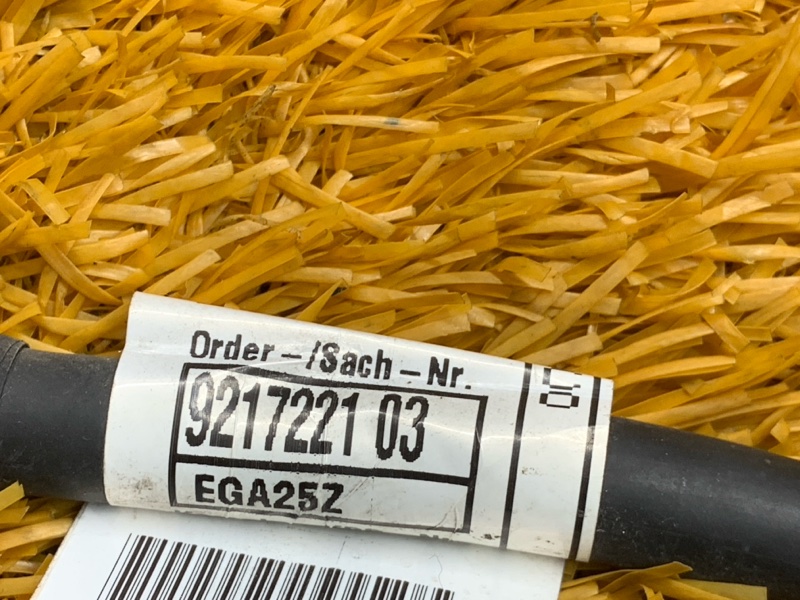 Order –/Sach – Nr.
9217221 03
EGA25Z